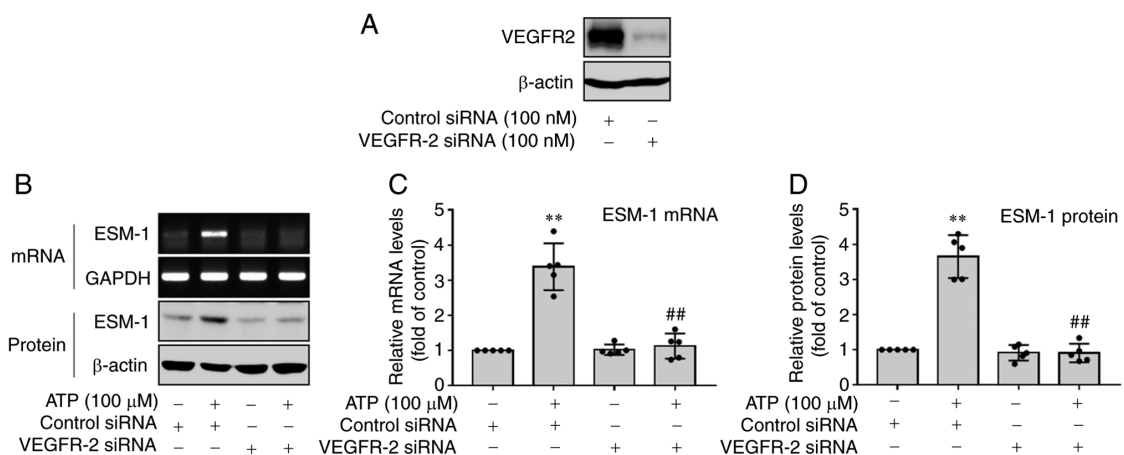 A
VEGFR2
β-actin
Control siRNA (100 nM) + −
VEGFR-2 siRNA (100 nM) − +
B
mRNA
ESM-1
GAPDH
Protein
ESM-1
β-actin
ATP (100 μM) − + − +
Control siRNA + + − −
VEGFR-2 siRNA − − + +
C
ESM-1 mRNA
Relative mRNA levels
(fold of control)
5
4
3
2
1
0
**
##
ATP (100 μM) − + − +
Control siRNA + + − −
VEGFR-2 siRNA − − + +
D
ESM-1 protein
Relative protein levels
(fold of control)
5
4
3
2
1
0
**
##
ATP (100 μM) − + − +
Control siRNA + + − −
VEGFR-2 siRNA − − + +